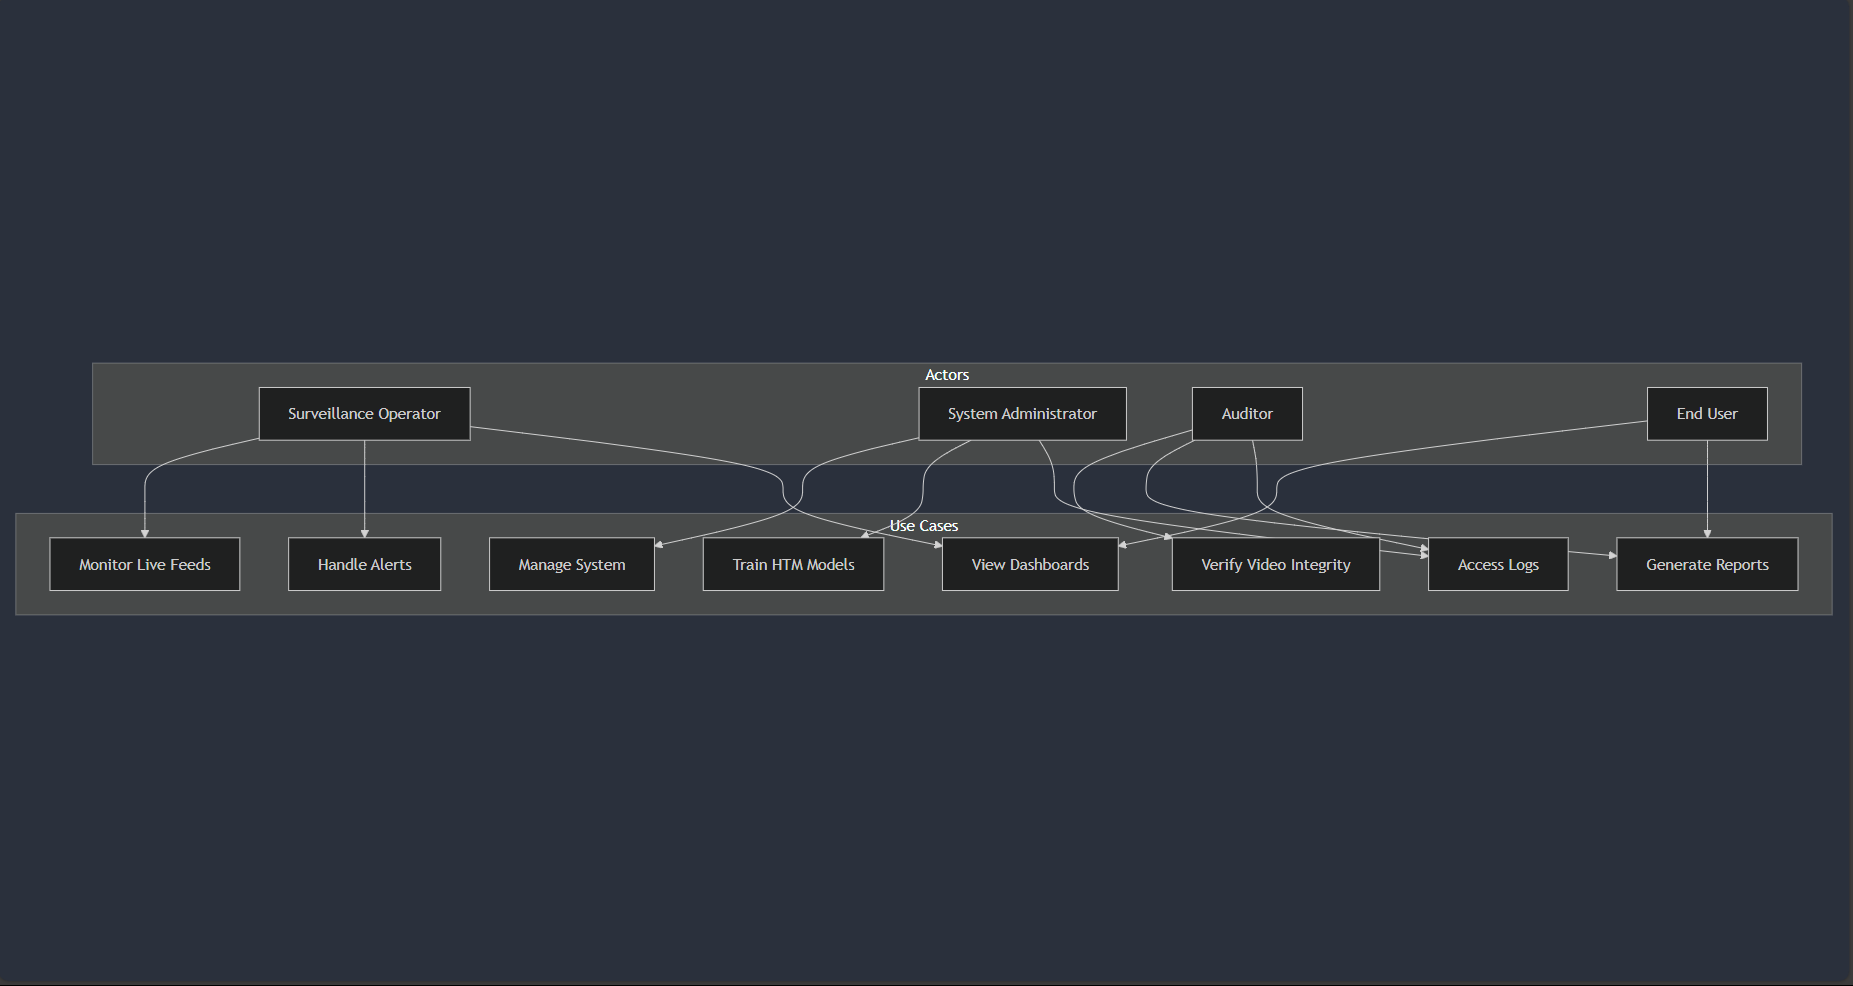 Actors
Surveillance Operator
System Administrator
Auditor
End User
Use Cases
Monitor Live Feeds
Handle Alerts
Manage System
Train HTM Models
View Dashboards
Verify Video Integrity
Access Logs
Generate Reports